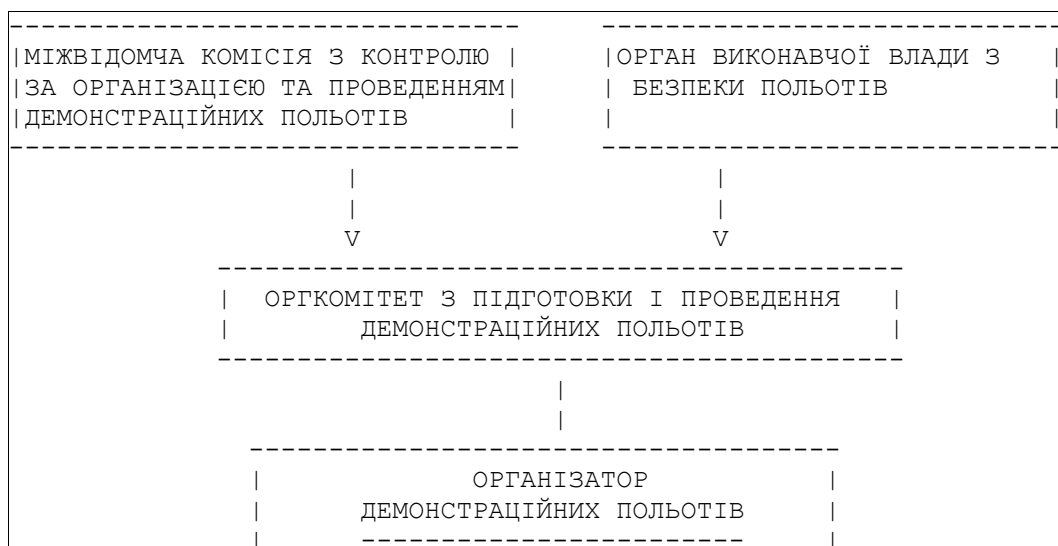 МІЖВІДОМЧА КОМІСІЯ З КОНТРОЛЮ
ЗА ОРГАНІЗАЦІЄЮ ТА ПРОВЕДЕННЯМ
ДЕМОНСТРАЦІЙНИХ ПОЛЬОТІВ
ОРГАН ВИКОНАВЧОЇ ВЛАДИ З
БЕЗПЕКИ ПОЛЬОТІВ
ОРГКОМІТЕТ З ПІДГОТОВКИ І ПРОВЕДЕННЯ
ДЕМОНСТРАЦІЙНИХ ПОЛЬОТІВ
ОРГАНІЗАТОР
ДЕМОНСТРАЦІЙНИХ ПОЛЬОТІВ